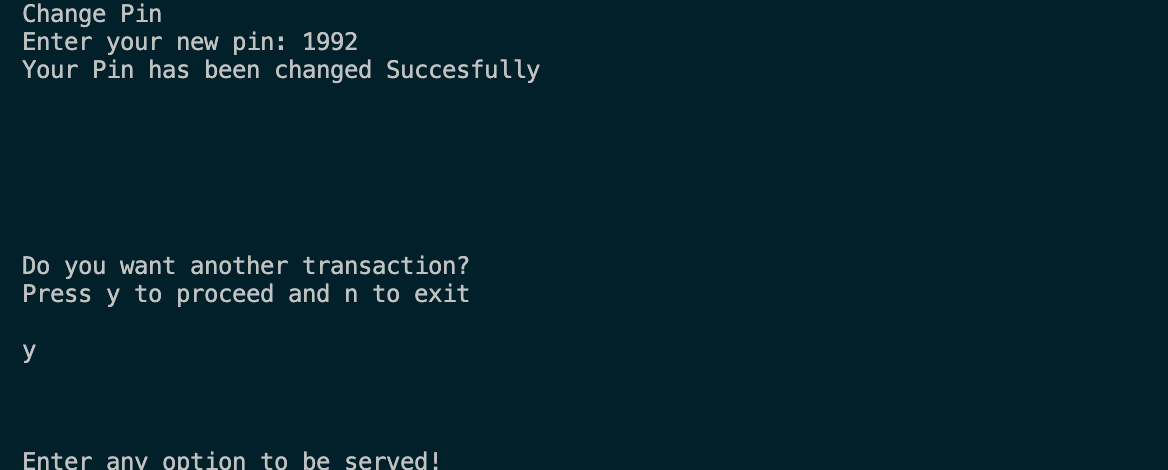 Change Pin
Enter your new pin: 1992
Your Pin has been changed Succesfully
Do you want another transaction?
Press y to proceed and n to exit
y
Enter any option to be served!